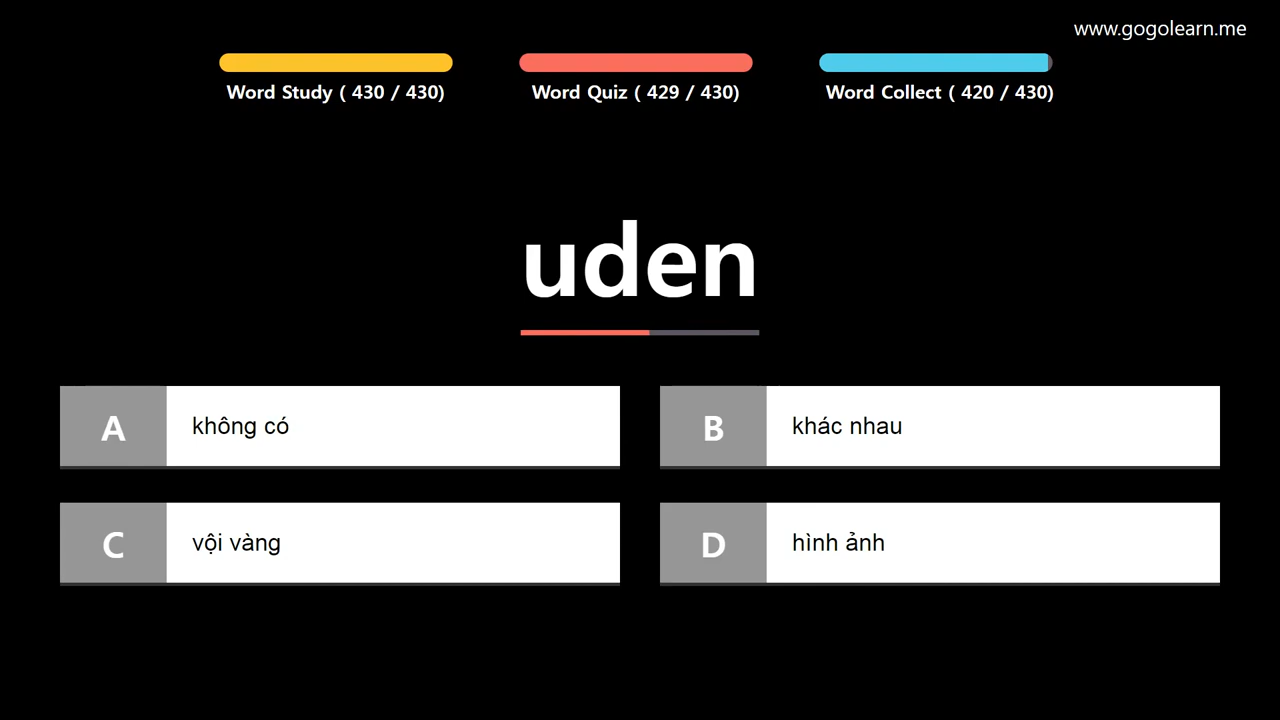 www.gogolearn.me
Word Study ( 430 / 430)
Word Quiz ( 429 / 430)
Word Collect ( 420 / 430)
uden
A
không có
B
khác nhau
C
vội vàng
D
hình ảnh